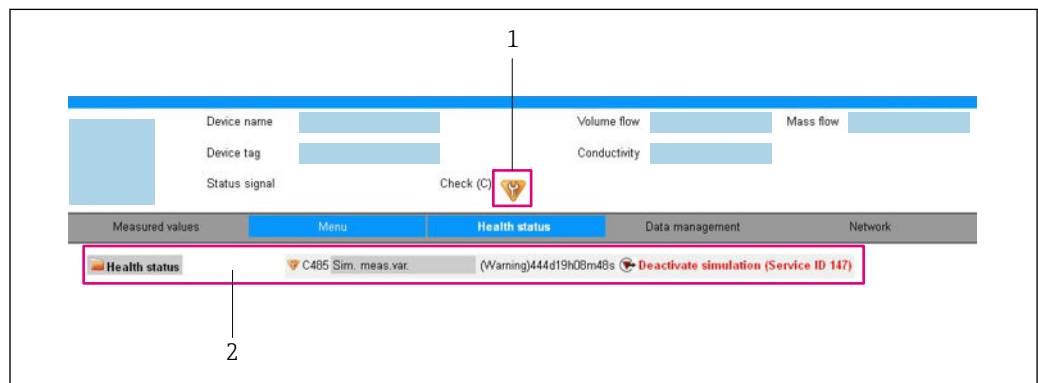 1
Device name Volume flow Mass flow
Device tag Conductivity
Status signal Check (C)
Measured values Menu Health status Data management Network
Health status C485 Sim. meas.var. (Warning)444d19h08m48s Deactivate simulation (Service ID 147)
2